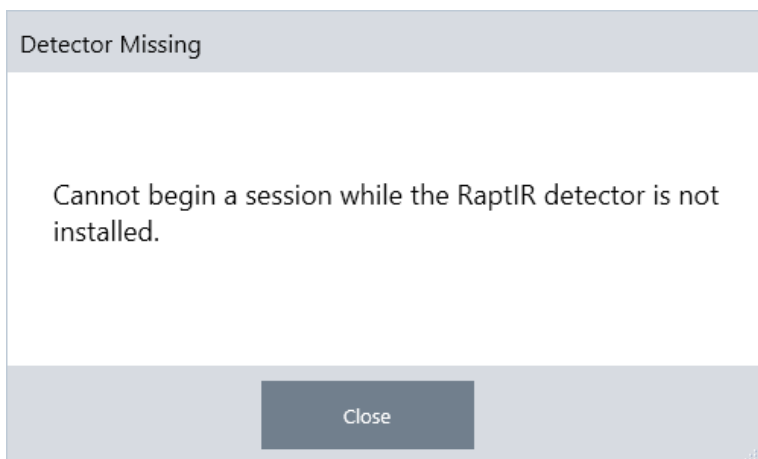 Detector Missing
Cannot begin a session while the RaptIR detector is not
installed.
Close